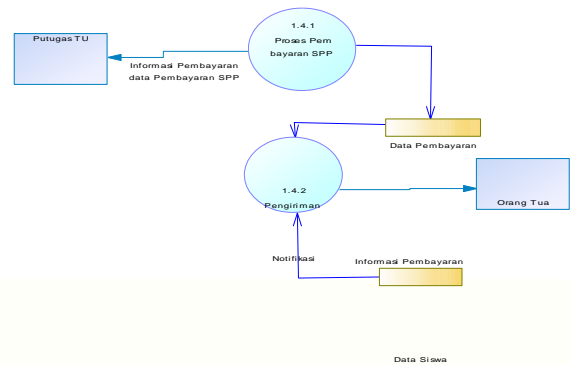 1.4.1
Proses Pem
bayaran SPP
Putugas TU
Informasi Pembayaran
data Pembayaran SPP
Data Pembayaran
1.4.2
Pengiriman
Orang Tua
Notifikasi
Informasi Pembayaran
Data Siswa